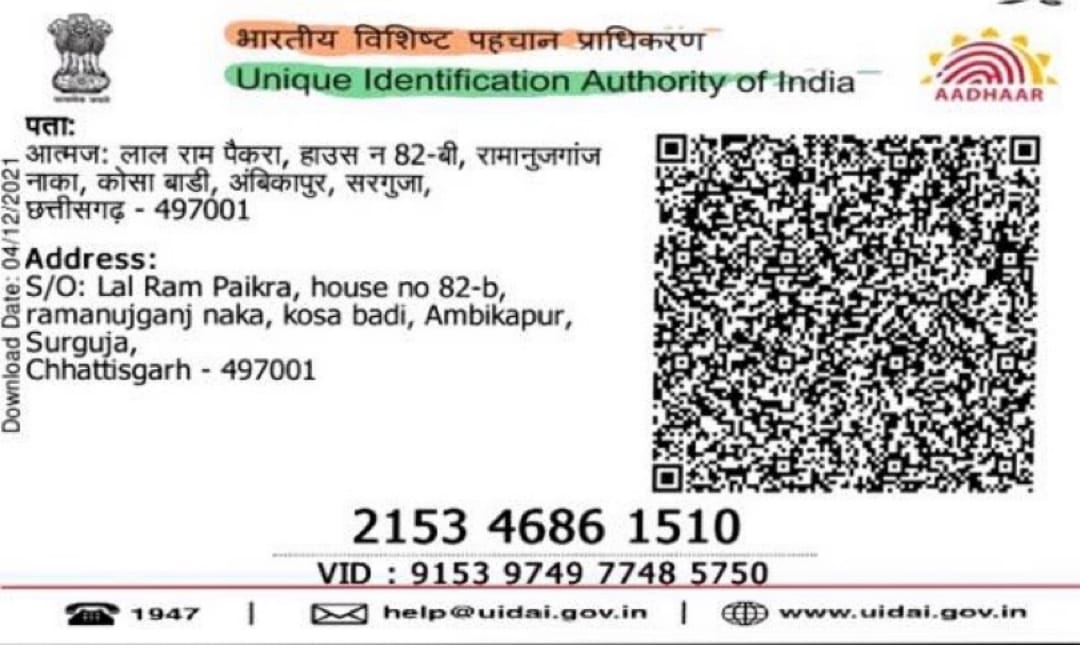 भारतीय विशिष्ट पहचान प्राधिकरण
Unique Identification Authority of India
AADHAAR
पता:
आत्मज: लाल राम पैकरा, हाउस न 82-बी, रामानुजगांज
नाका, कोसा बाडी, अंबिकापुर, सरगुजा,
छत्तीसगढ़ - 497001
Address:
S/O: Lal Ram Paikra, house no 82-b,
ramanujganj naka, kosa badi, Ambikapur,
Surguja,
Chhattisgarh - 497001
Download Date: 04/12/2021
2153 4686 1510
VID : 9153 9749 7748 5750
1947 | help@uidai.gov.in | www.uidai.gov.in